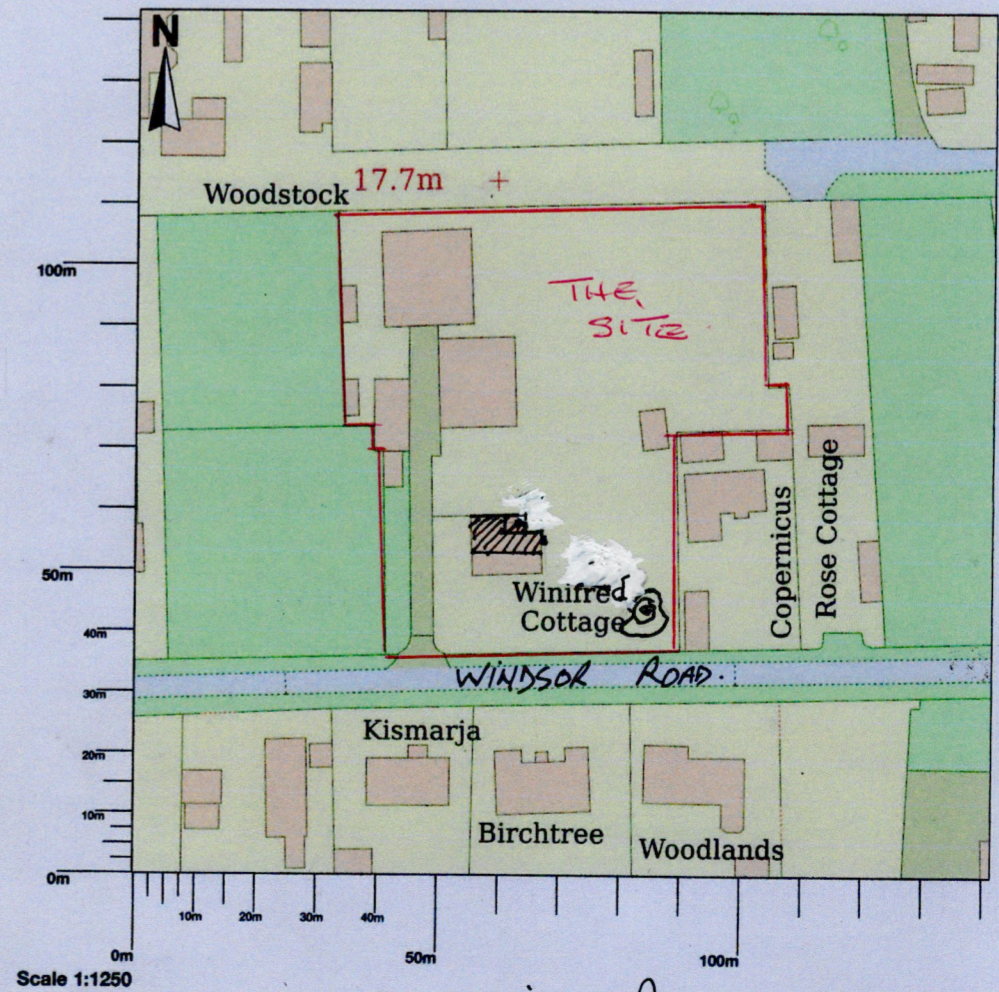 N
Woodstock
17.7m
THE
SITE
100m
Copernicus
Rose Cottage
50m
Winifred
Cottage
40m
30m
WINDSOR ROAD.
Kismarja
20m
10m
Birchtree
Woodlands
0m
10m
20m
30m
40m
0m
50m
100m
Scale 1:1250